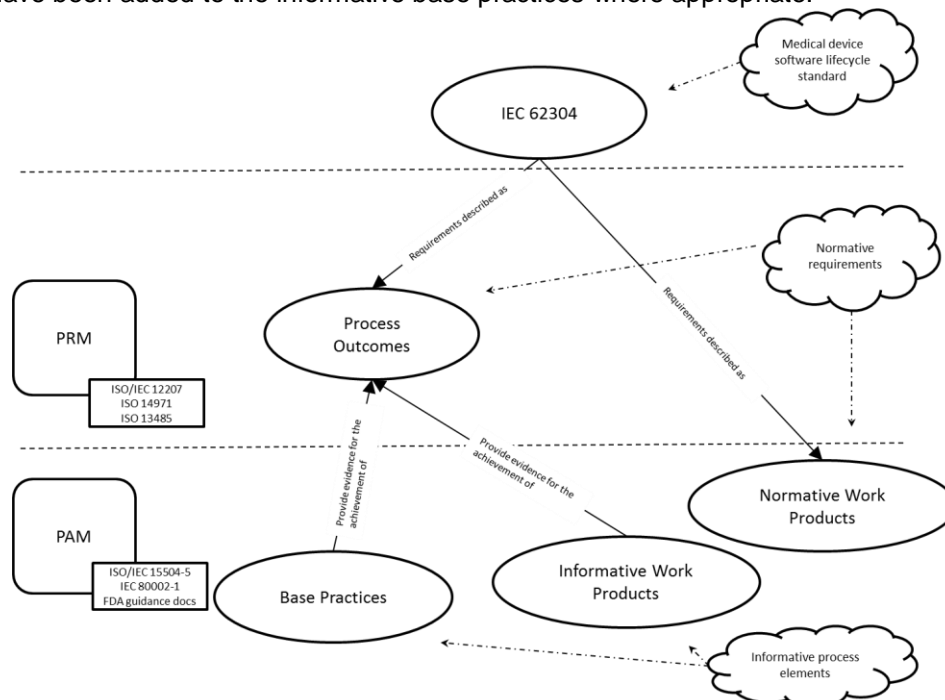 have been added to the informative base practices where appropriate.
Medical device
software lifecycle
standard
IEC 62304
Requirements described as
Normative
requirements
Requirements described as
Process
Outcomes
PRM
ISO/IEC 12207
ISO 14971
ISO 13485
Provide evidence for the
achievement of
Provide evidence for the
achievement of
Normative Work
Products
PAM
ISO/IEC 15504-5
IEC 80002-1
FDA guidance docs
Base Practices
Informative Work
Products
Informative process
elements